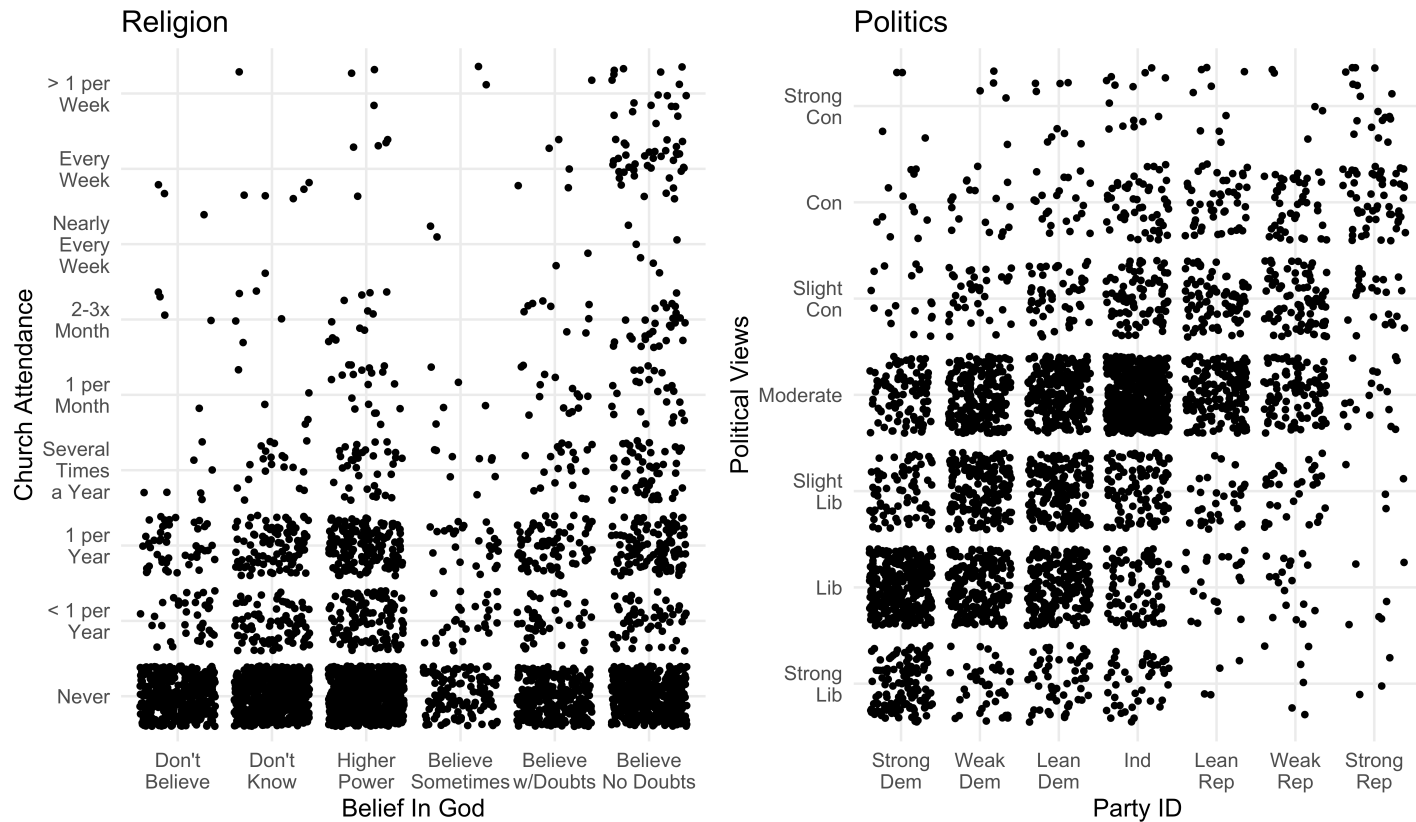 Religion
> 1 per
Week
Every
Week
Nearly
Every
Week
2-3x
Month
1 per
Month
Several
Times
a Year
1 per
Year
< 1 per
Year
Never
Church Attendance
Don't
Believe
Don't
Know
Higher
Power
Believe
Sometimes
Believe
w/Doubts
Believe
No Doubts
Belief In God
Politics
Strong
Con
Con
Slight
Con
Moderate
Slight
Lib
Lib
Strong
Lib
Political Views
Strong
Dem
Weak
Dem
Lean
Dem
Ind
Lean
Rep
Weak
Rep
Strong
Rep
Party ID